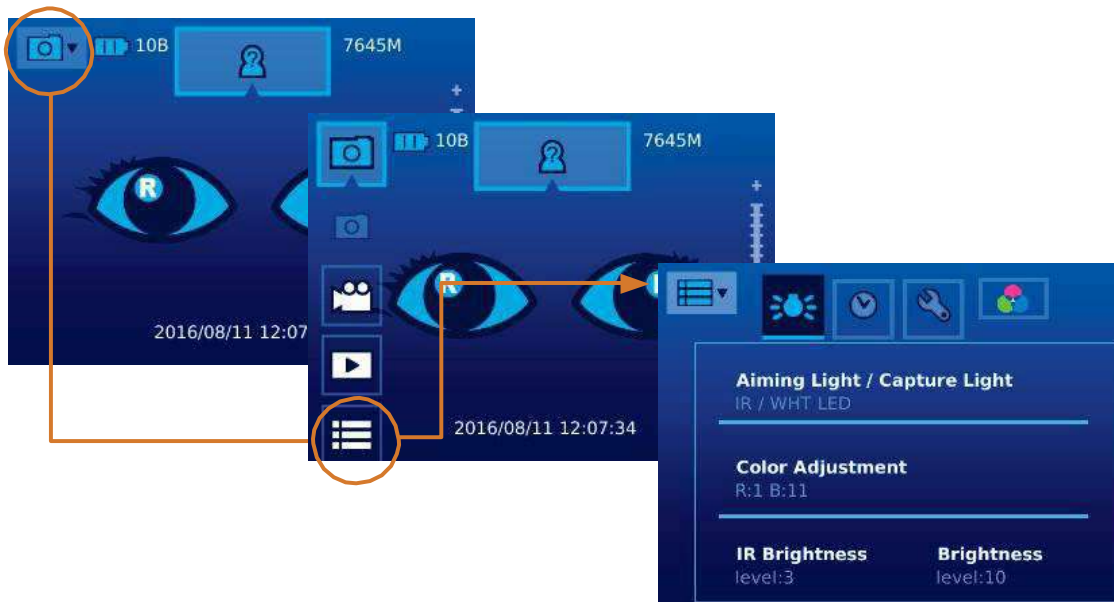 10B
7645M
R
2016/08/11 12:07
10B
7645M
R
2016/08/11 12:07:34
Aiming Light / Capture Light
IR / WHT LED
Color Adjustment
R:1 B:11
IR Brightness Brightness
level:3 level:10